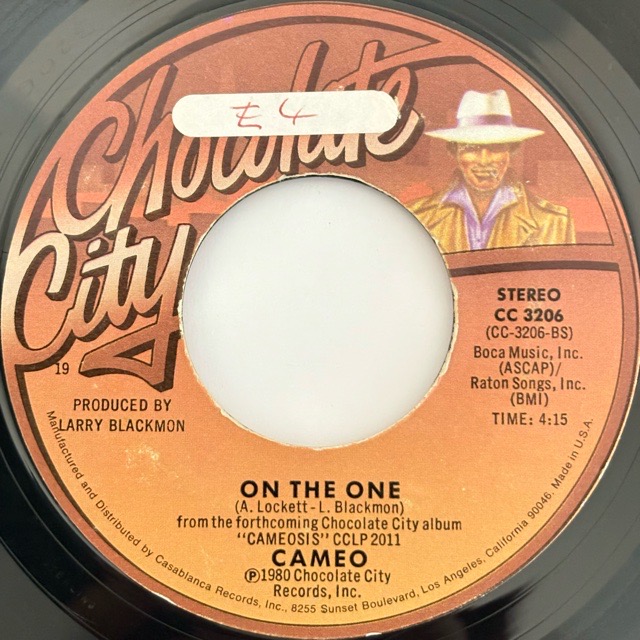 Chocolate
City
£4
STEREO
CC 3206
(CC-3206-BS)
Boca Music, Inc.
(ASCAP)/
Raton Songs, Inc.
(BMI)
TIME: 4:15
19
PRODUCED BY
LARRY BLACKMON
ON THE ONE
(A. Lockett - L. Blackmon)
from the forthcoming Chocolate City album
"CAMEOSIS" CCLP 2011
CAMEO
Ⓟ1980 Chocolate City
Records, Inc.
Manufactured and Distributed by Casablanca Records, Inc., 8255 Sunset Boulevard, Los Angeles, California 90046. Made in U.S.A.